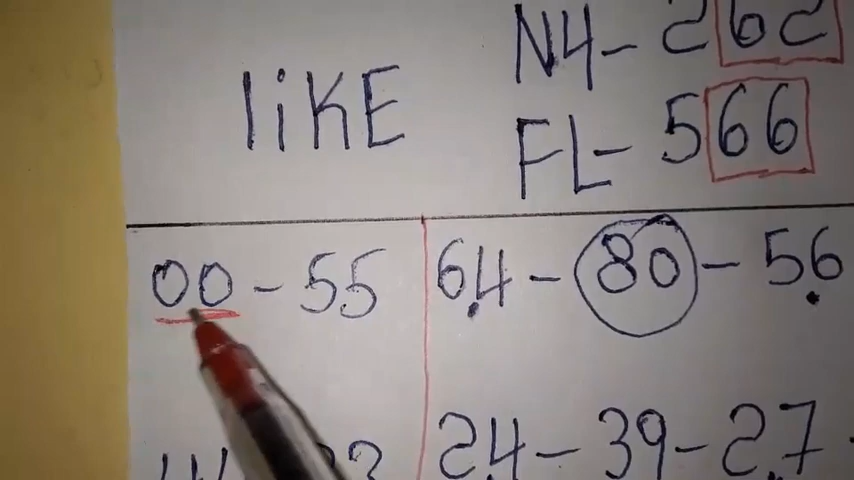 N4- 262
liKE
FL- 566
00 - 55 64 - 80 - 56
24 - 39 - 27